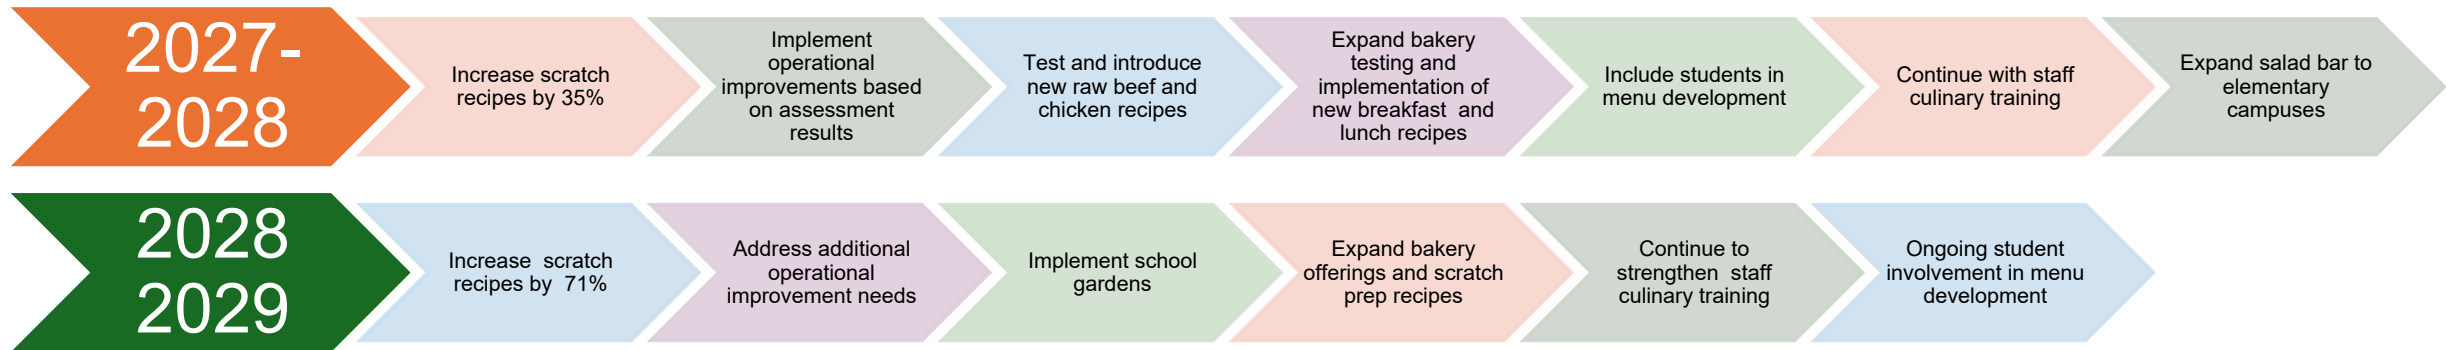 2027-
2028
Increase scratch
recipes by 35%
Implement
operational
improvements based
on assessment
results
Test and introduce
new raw beef and
chicken recipes
Expand bakery
testing and
implementation of
new breakfast  and
lunch recipes
Include students in
menu development
Continue with staff
culinary training
Expand salad bar to
elementary
campuses
2028
2029
Increase  scratch
recipes by  71%
Address additional
operational
improvement needs
Implement school
gardens
Expand bakery
offerings and scratch
prep recipes
Continue to
strengthen  staff
culinary training
Ongoing student
involvement in menu
development